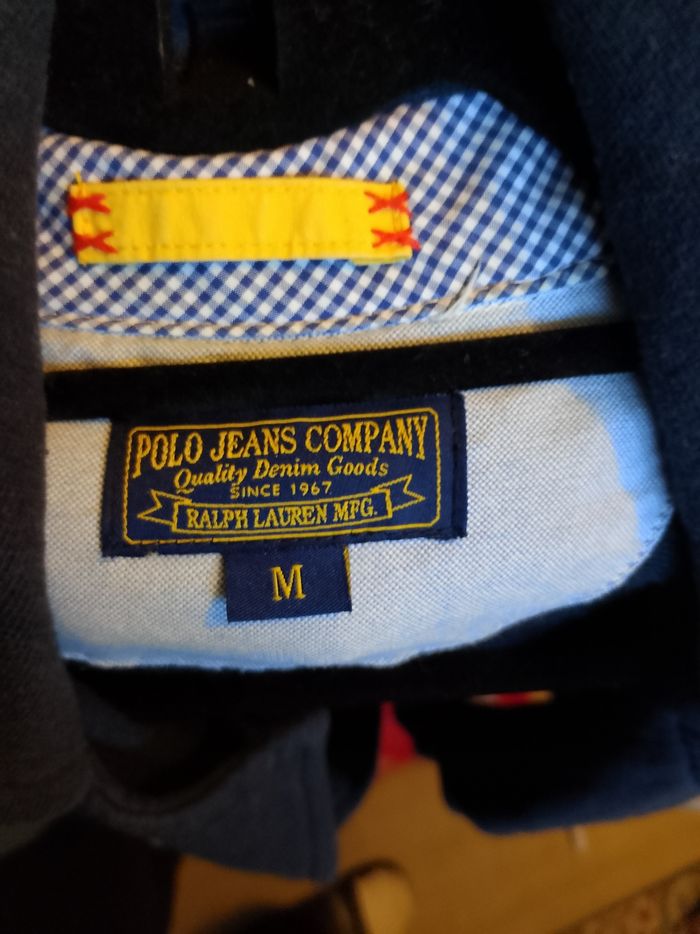 POLO JEANS COMPANY
Quality Denim Goods
SINCE 1967
RALPH LAUREN MFG.
M